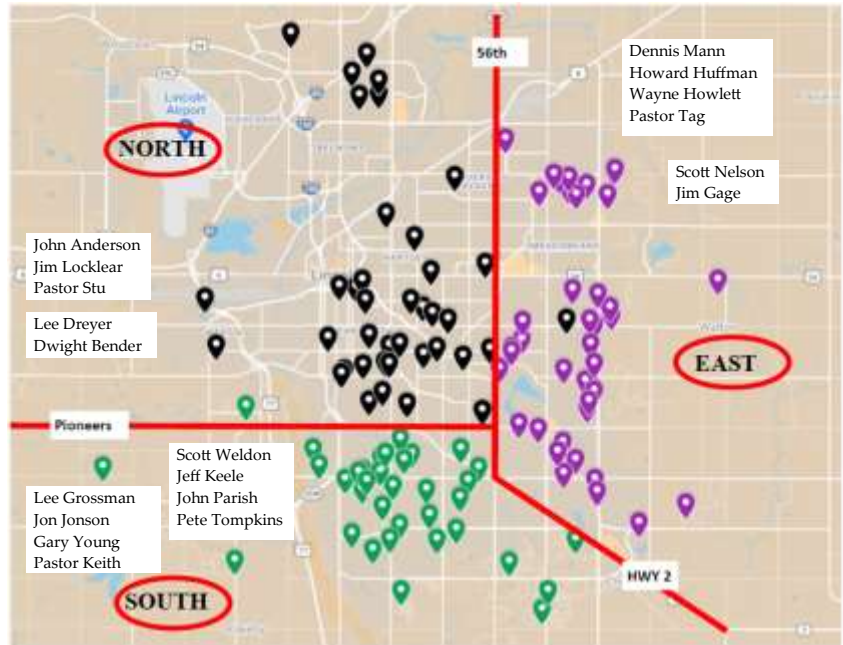 56th
Dennis Mann
Howard Huffman
Wayne Howlett
Pastor Tag
Lincoln
Airport
NORTH
Scott Nelson
Jim Gage
John Anderson
Jim Locklear
Pastor Stu
Lee Dreyer
Dwight Bender
EAST
Pioneers
Scott Weldon
Jeff Keele
John Parish
Pete Tompkins
Lee Grossman
Jon Jonson
Gary Young
Pastor Keith
HWY 2
SOUTH